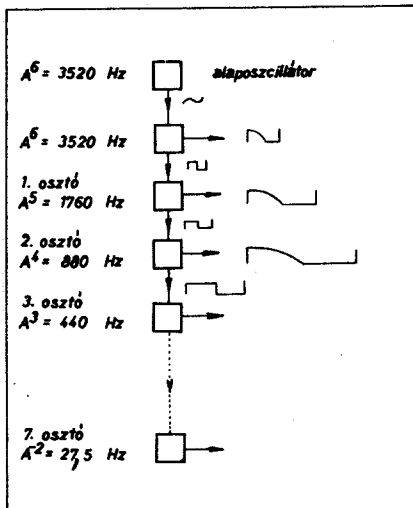 A⁶ = 3520 Hz alaposzcillátor
A⁶ = 3520 Hz
1. osztó
A⁵ = 1760 Hz
2. osztó
A⁴ = 880 Hz
3. osztó
A³ = 440 Hz
7. osztó
A⁻² = 27,5 Hz